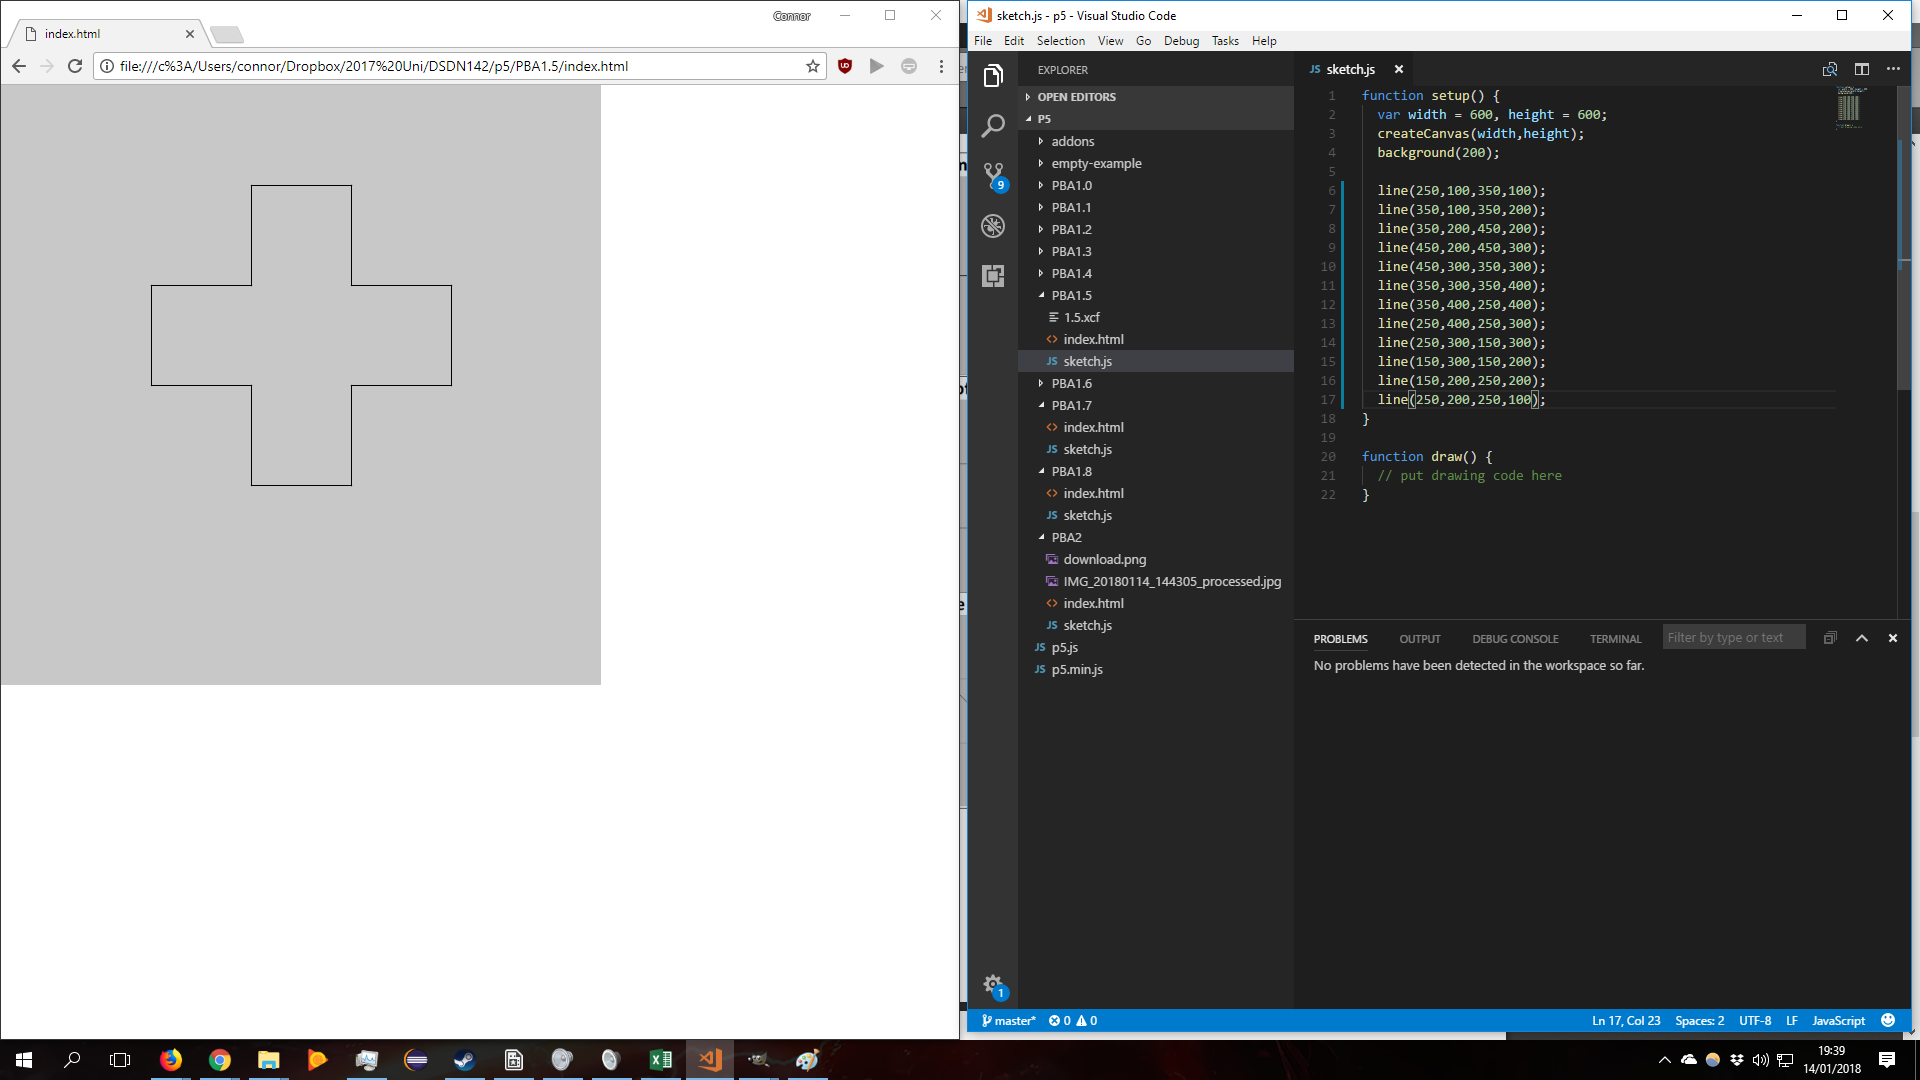 Connor
index.html
file:///c%3A/Users/connor/Dropbox/2017%20Uni/DSDN142/p5/PBA1.5/index.html
sketch.js - p5 - Visual Studio Code
File Edit Selection View Go Debug Tasks Help
EXPLORER
OPEN EDITORS
P5
addons
empty-example
PBA1.0
PBA1.1
PBA1.2
PBA1.3
PBA1.4
PBA1.5
1.5.xcf
<> index.html
JS sketch.js
PBA1.6
PBA1.7
<> index.html
JS sketch.js
PBA1.8
<> index.html
JS sketch.js
PBA2
download.png
IMG_20180114_144305_processed.jpg
<> index.html
JS sketch.js
JS p5.js
JS p5.min.js
9
1
JS sketch.js
1 function setup() {
2 var width = 600, height = 600;
3 createCanvas(width,height);
4 background(200);
5
6 line(250,100,350,100);
7 line(350,100,350,200);
8 line(350,200,450,200);
9 line(450,200,450,300);
10 line(450,300,350,300);
11 line(350,300,350,400);
12 line(350,400,250,400);
13 line(250,400,250,300);
14 line(250,300,150,300);
15 line(150,300,150,200);
16 line(150,200,250,200);
17 line(250,200,250,100);
18 }
19
20 function draw() {
21 // put drawing code here
22 }
PROBLEMS OUTPUT DEBUG CONSOLE TERMINAL Filter by type or text
No problems have been detected in the workspace so far.
master* 0 0 Ln 17, Col 23 Spaces: 2 UTF-8 LF JavaScript
19:39
14/01/2018